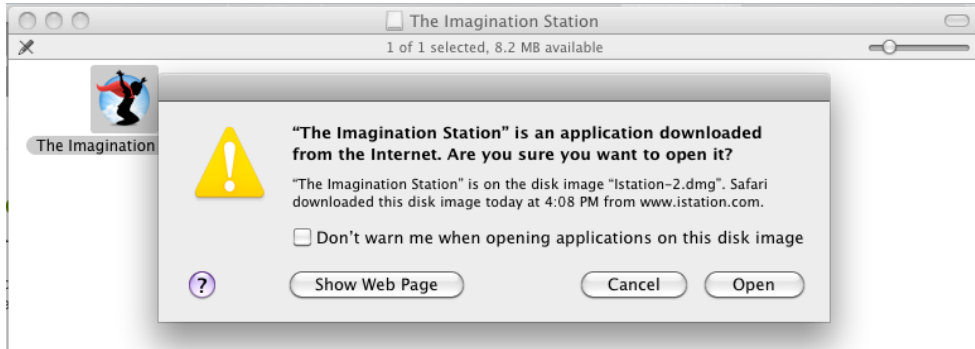 The Imagination Station
1 of 1 selected, 8.2 MB available
The Imagination
“The Imagination Station” is an application downloaded
from the Internet. Are you sure you want to open it?
“The Imagination Station” is on the disk image “Istation-2.dmg”. Safari
downloaded this disk image today at 4:08 PM from www.istation.com.
Don’t warn me when opening applications on this disk image
? Show Web Page Cancel Open